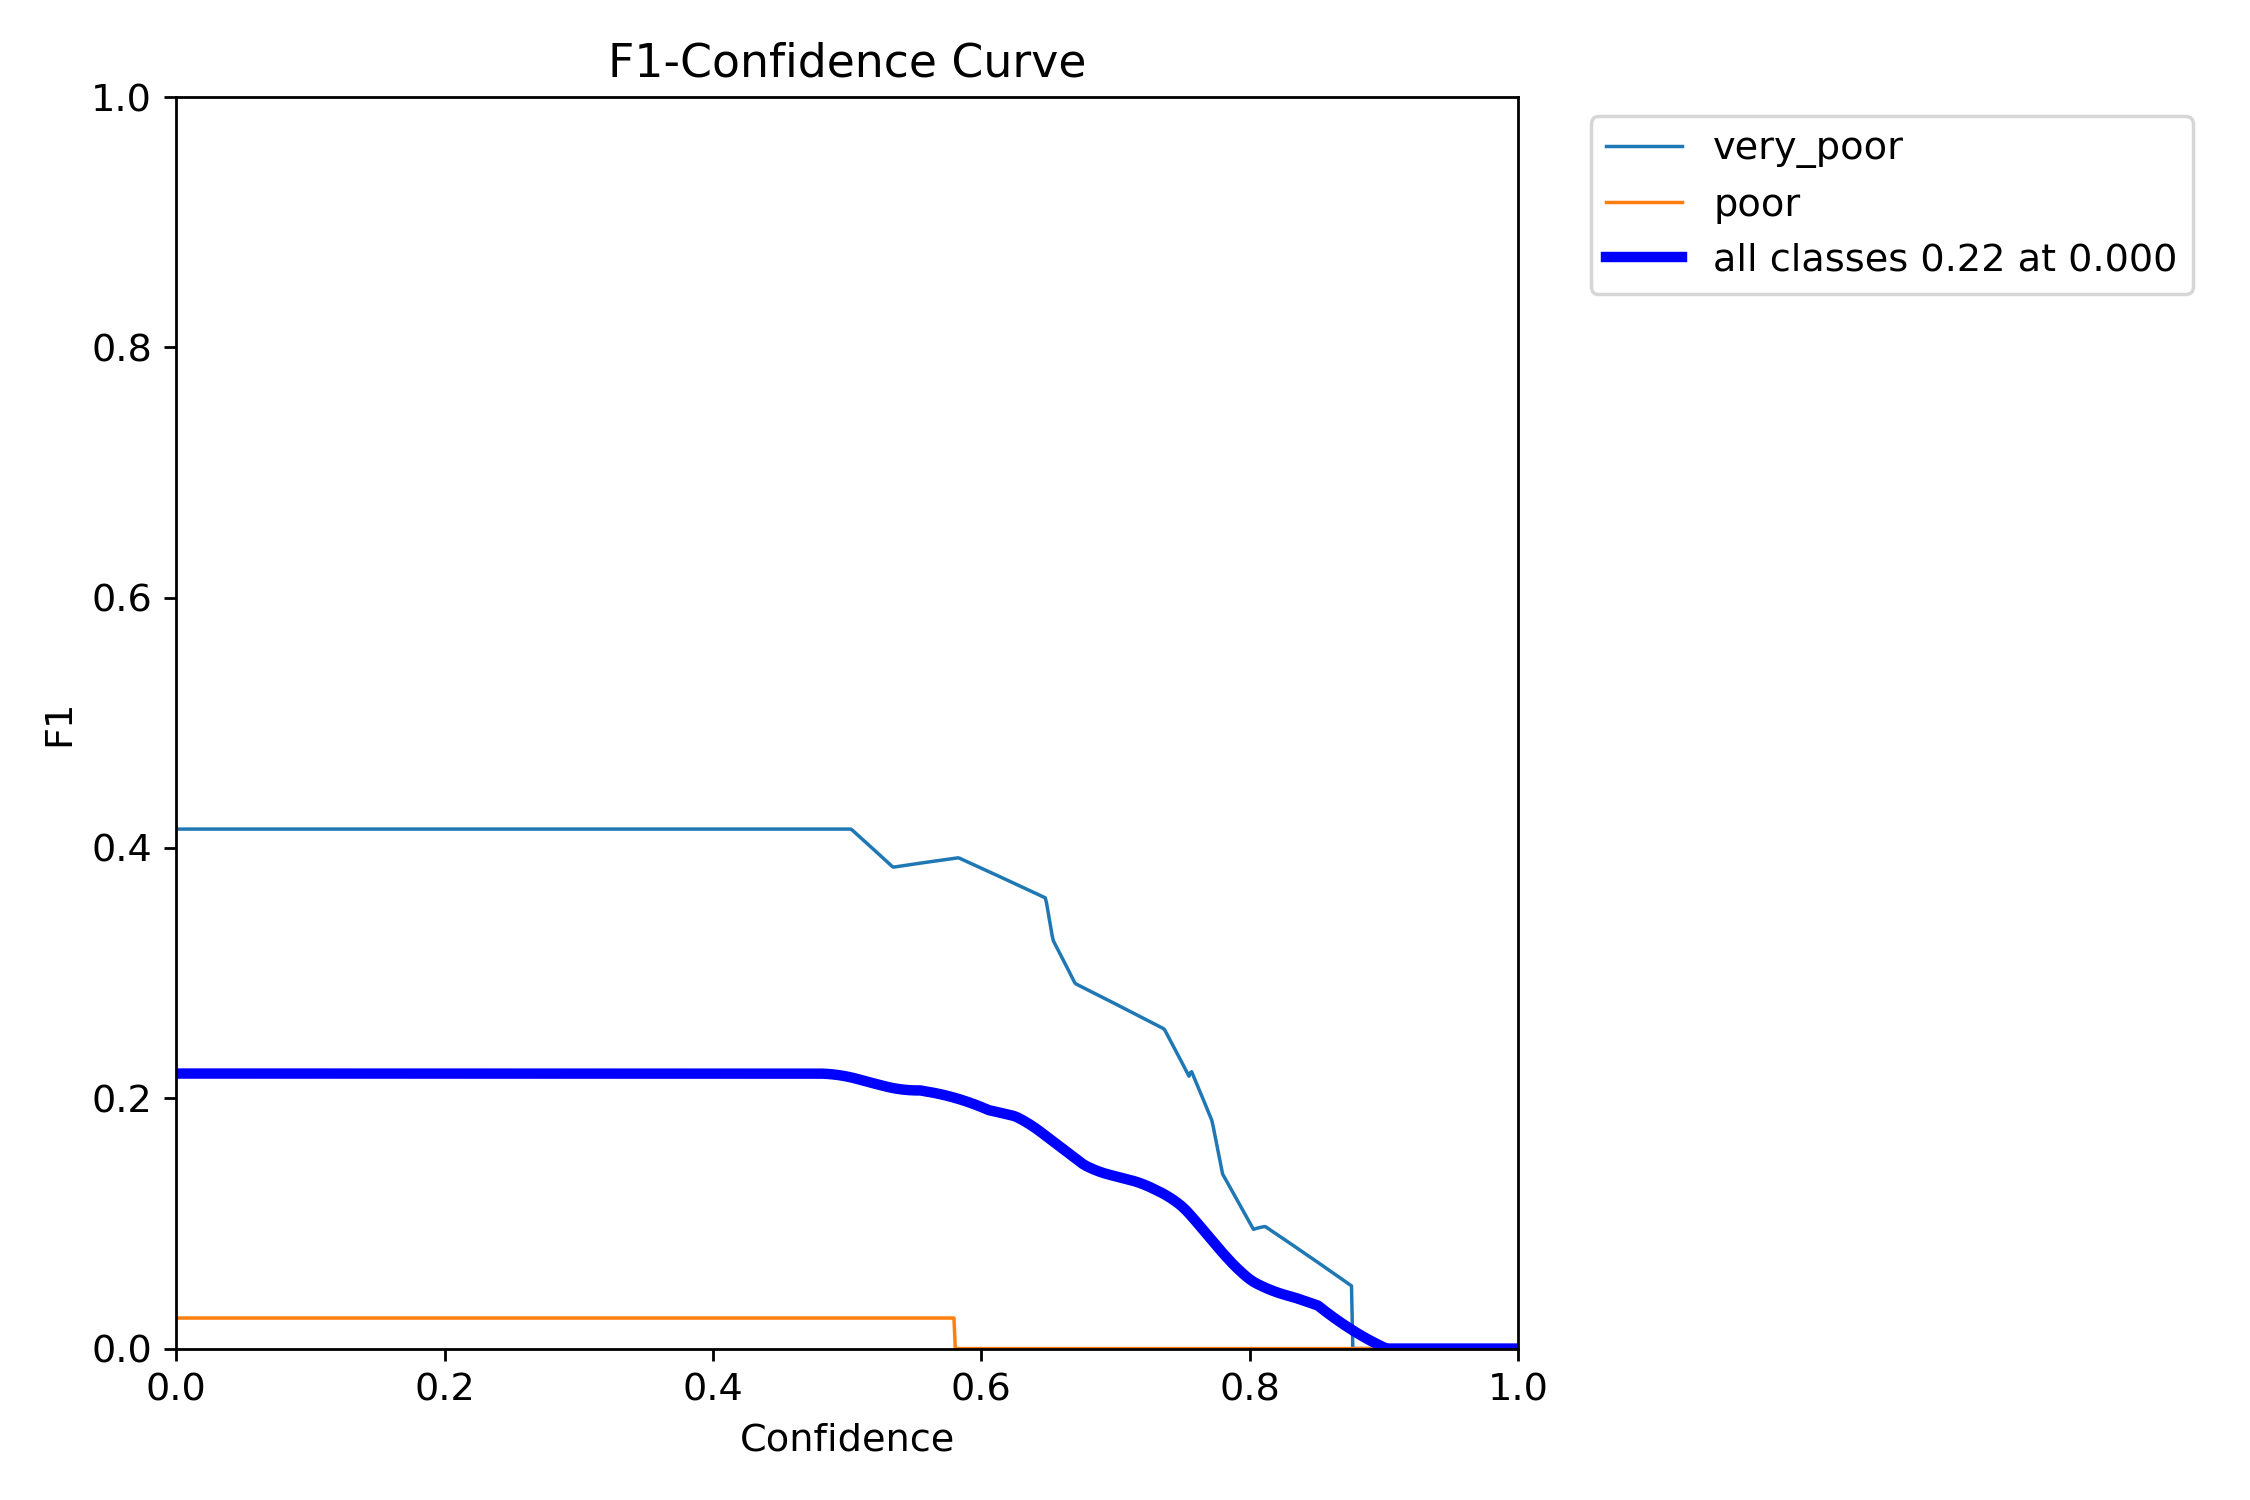 F1-Confidence Curve
1.0
0.8
0.6
0.4
0.2
0.0
F1
0.0 0.2 0.4 0.6 0.8 1.0
Confidence
very_poor
poor
all classes 0.22 at 0.000